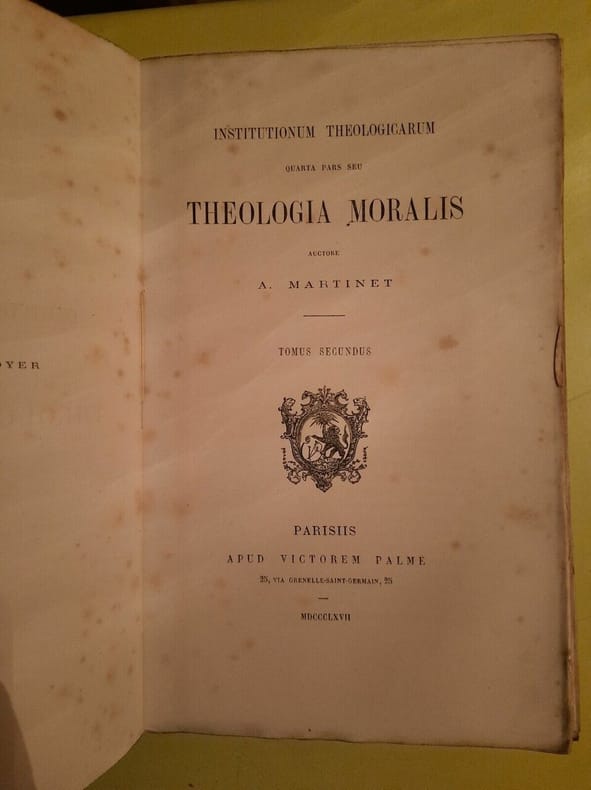 OYER
INSTITUTIONUM THEOLOGICARUM
QUARTA PARS SEU
THEOLOGIA MORALIS
AUCTORE
A. MARTINET
TOMUS SECUNDUS
PARISIIS
APUD VICTOREM PALMÉ
25, VIA GRENELLE-SAINT-GERMAIN, 25
MDCCCLXVII